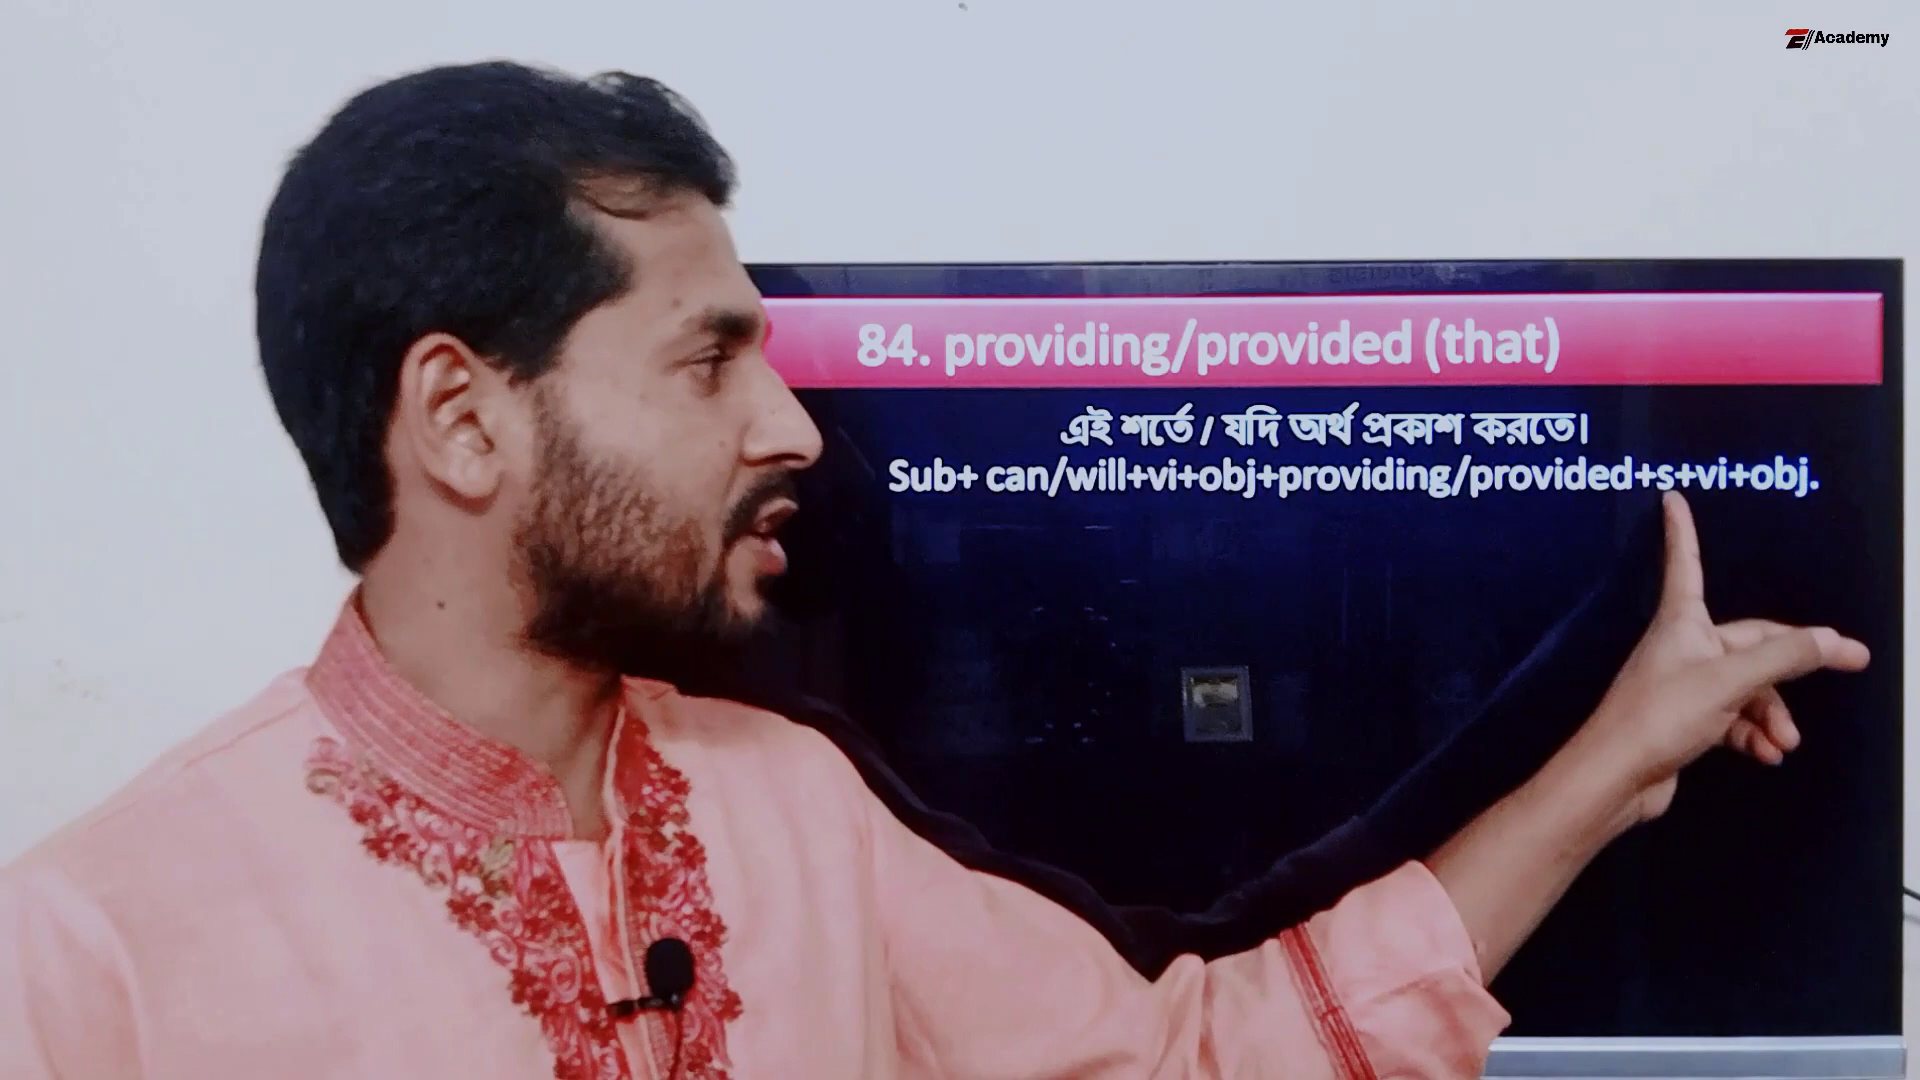 Academy
84. providing/provided (that)
এই শর্তে / যদি অর্থ প্রকাশ করতে।
Sub+ can/will+vi+obj+providing/provided+s+vi+obj.